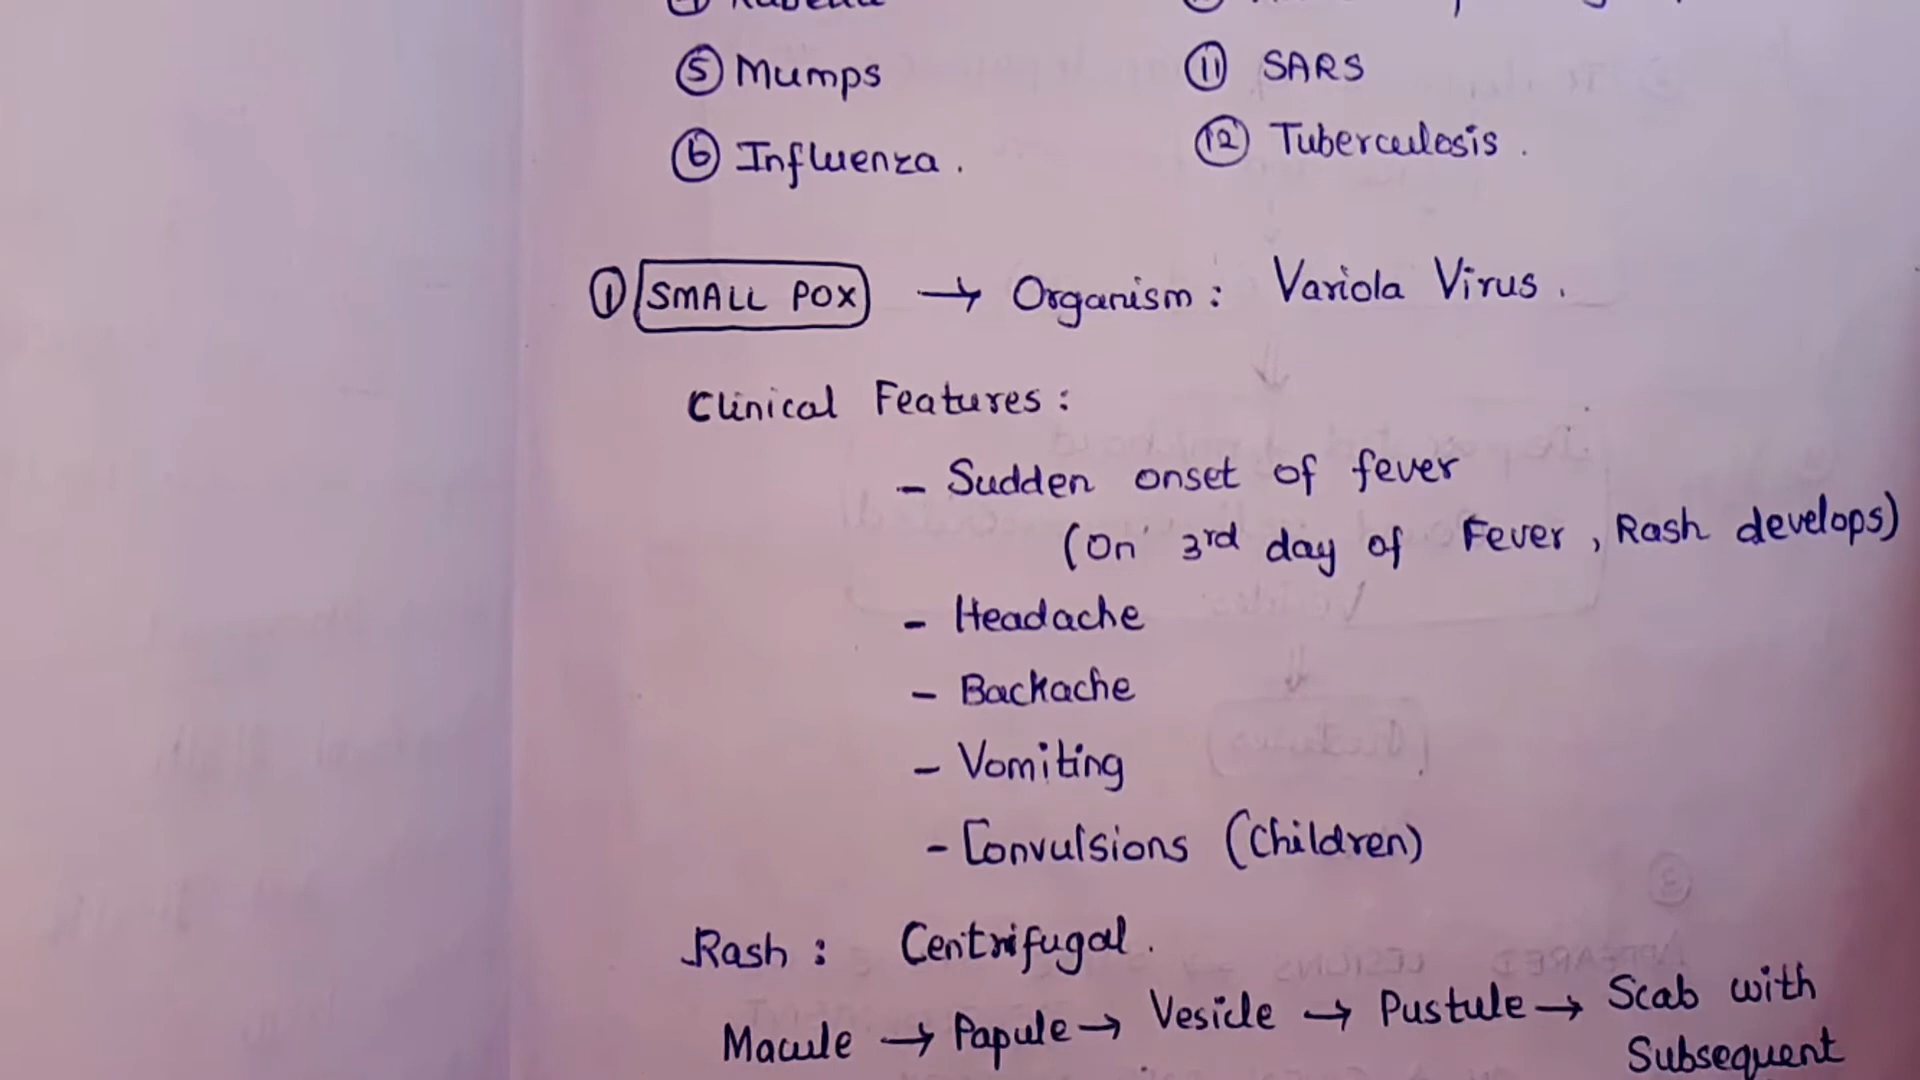 ⑤ Mumps
⑪ SARS
⑥ Influenza.
⑫ Tuberculosis.
① SMALL POX → Organism: Variola Virus.
Clinical Features:
- Sudden onset of fever
(On 3rd day of Fever, Rash develops)
- Headache
- Backache
- Vomiting
- Convulsions (Children)
Rash: Centrifugal.
Macule → Papule → Vesicle → Pustule → Scab with
Subsequent